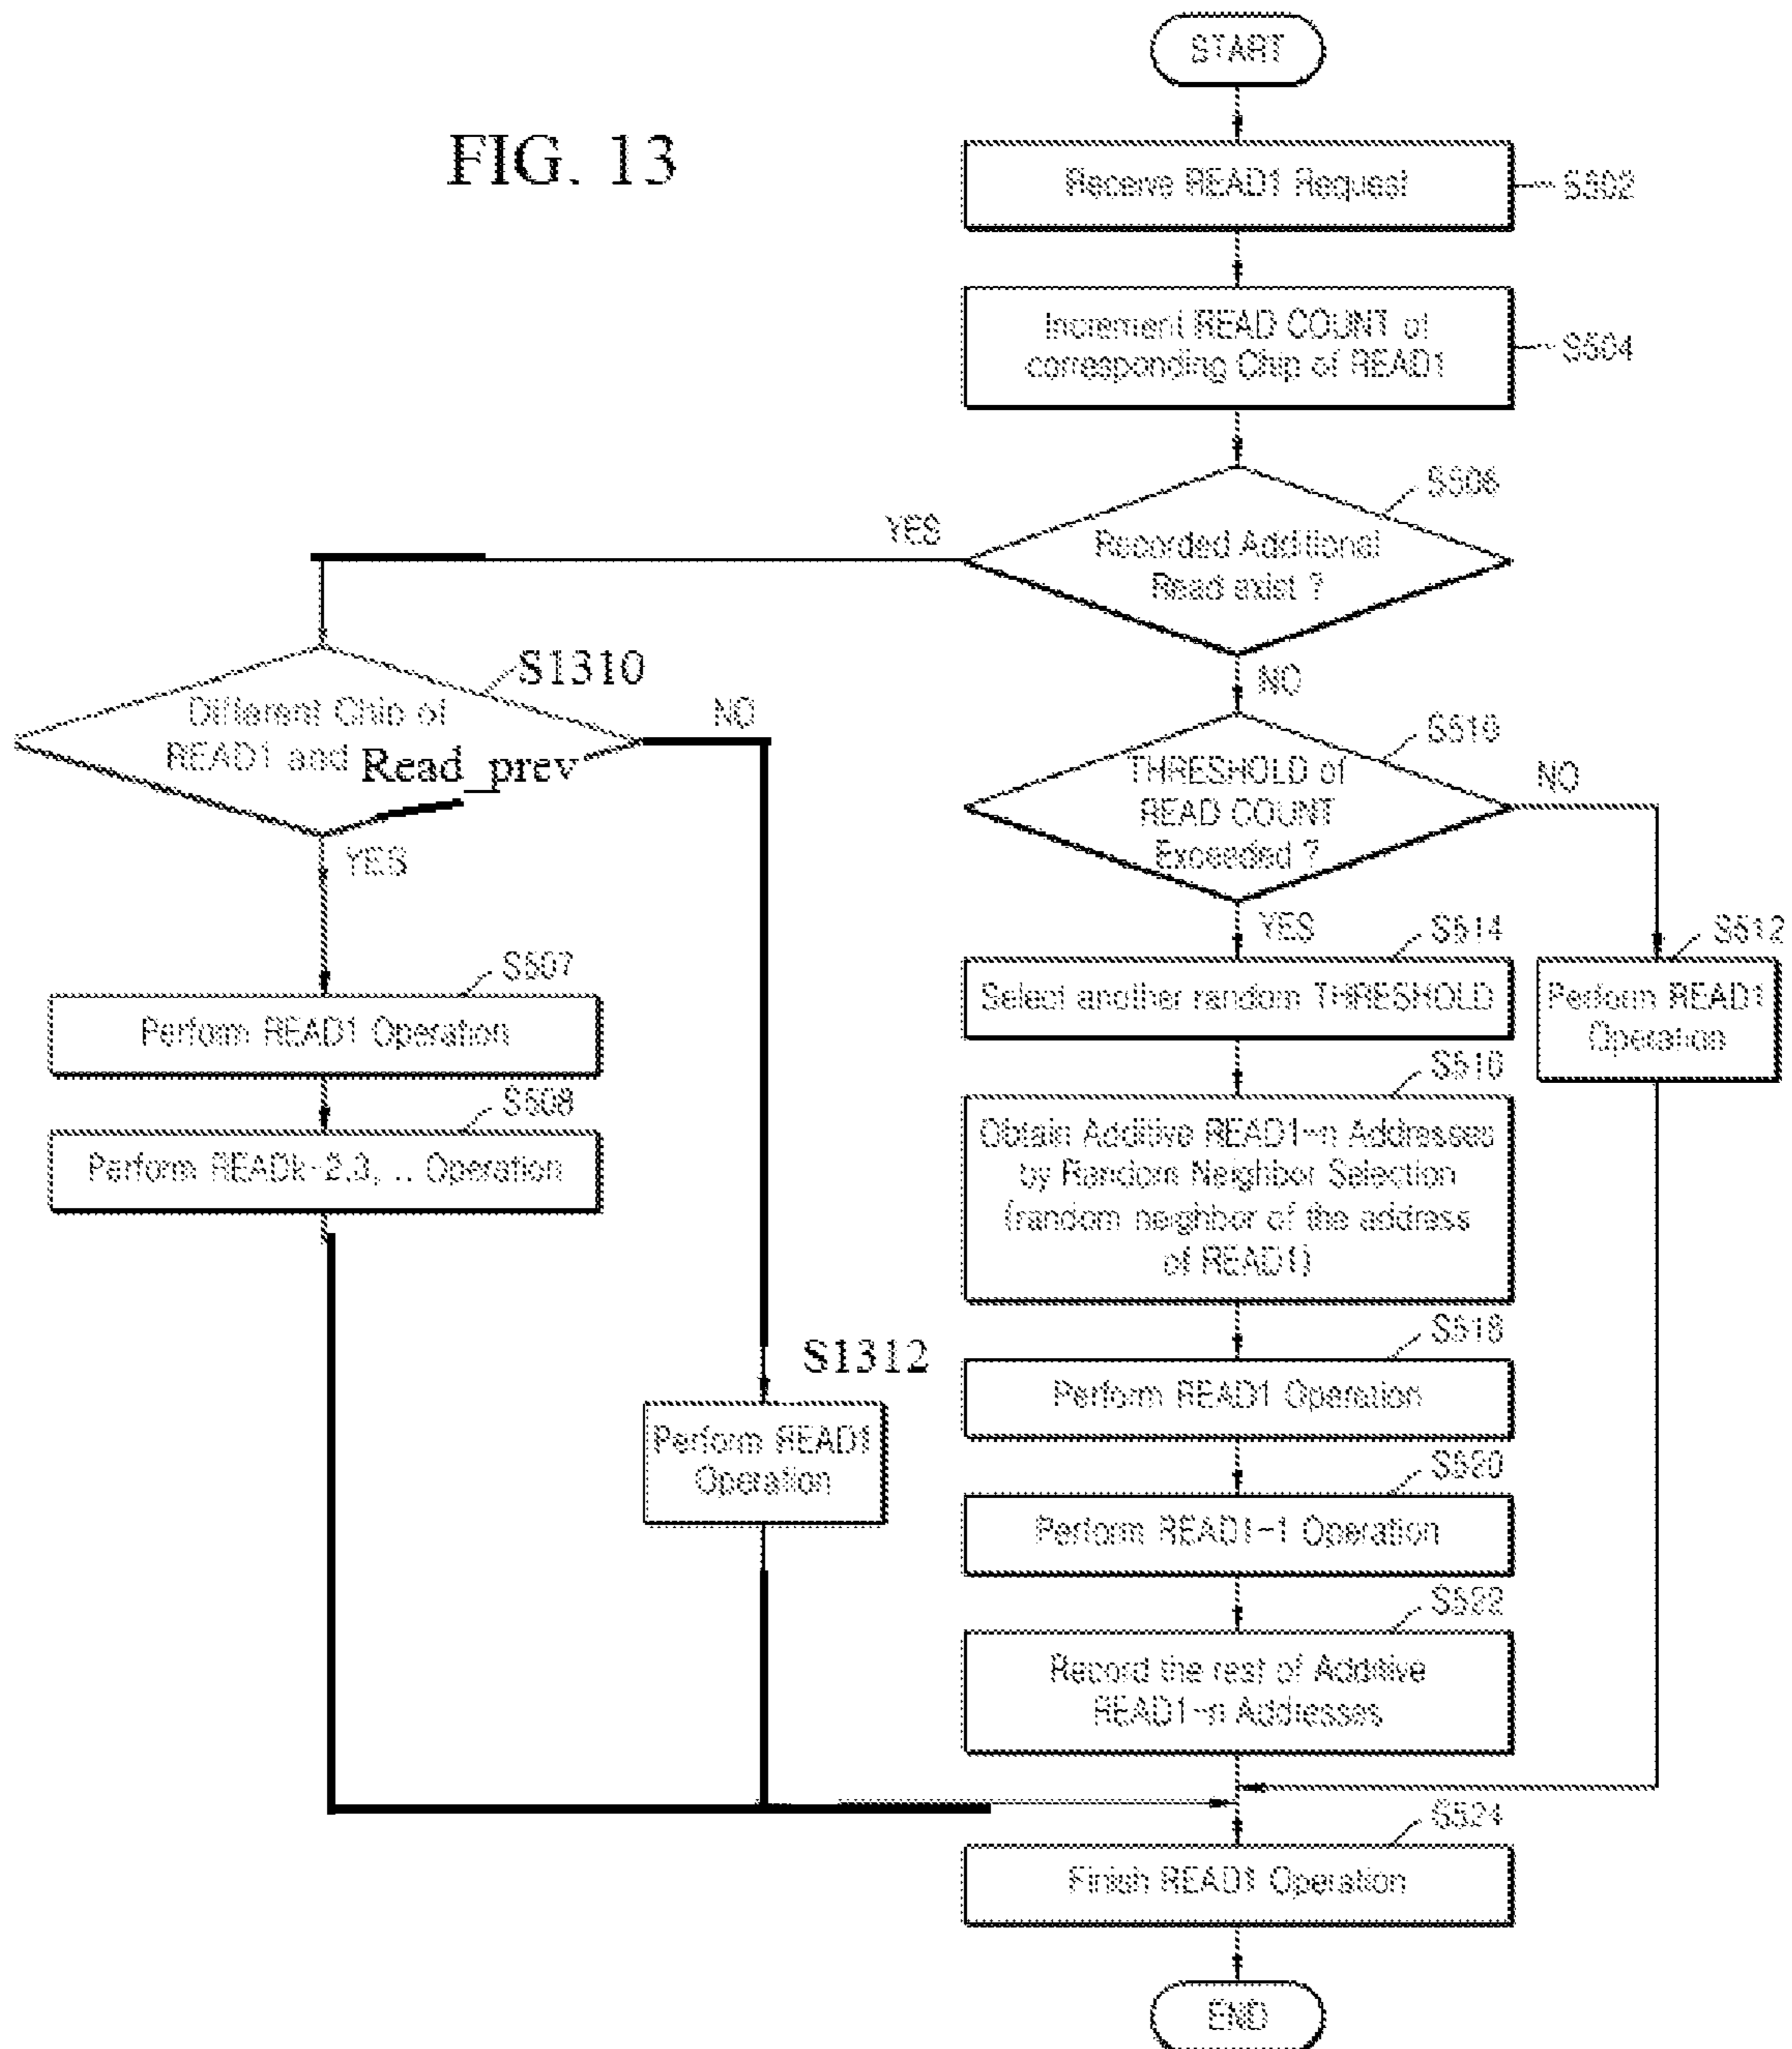 FIG. 13
START
Receive READ1 Request
S502
Increment READ COUNT of
corresponding Chip of READ1
S504
S506
Recorded Additional
Read exist ?
YES
NO
S1310
Different Chip of
READ1 and Read_prev
NO
YES
S507
Perform READ1 Operation
S508
Perform READk-2,3, .. Operation
S1312
Perform READ1
Operation
S510
THRESHOLD of
READ COUNT
Exceeded ?
NO
YES
S512
Perform READ1
Operation
S514
Select another random THRESHOLD
S516
Obtain Additive READ1-n Addresses
by Random Neighbor Selection
(random neighbor of the address
of READ1)
S518
Perform READ1 Operation
S520
Perform READ1-1 Operation
S522
Record the rest of Additive
READ1-n Addresses
S524
Finish READ1 Operation
END